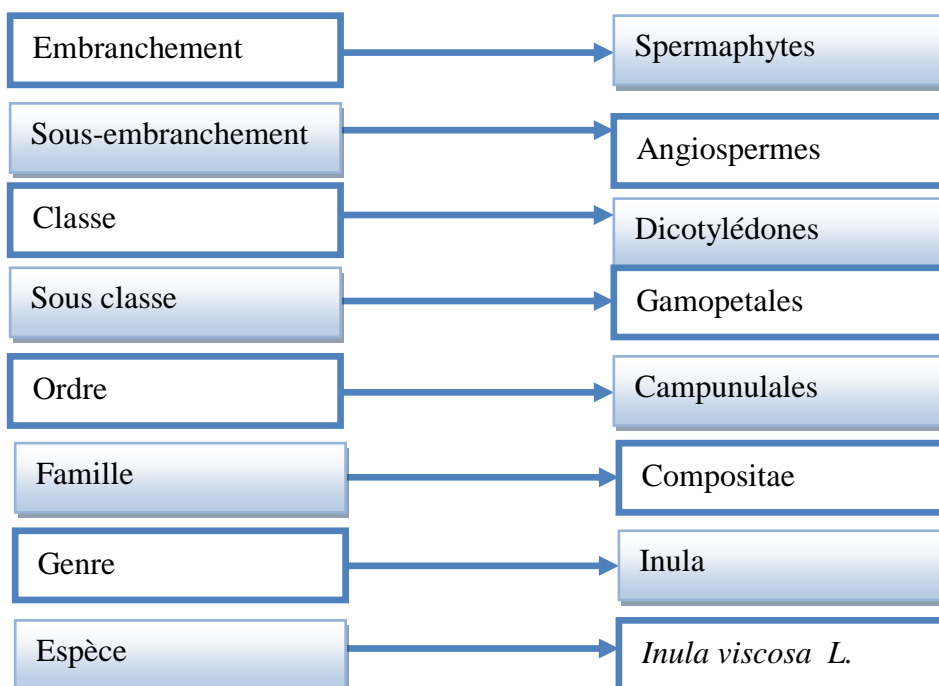 Embranchement
Spermaphytes
Sous-embranchement
Angiospermes
Classe
Dicotylédones
Sous classe
Gamopetales
Ordre
Campunulales
Famille
Compositae
Genre
Inula
Espèce
Inula viscosa L.